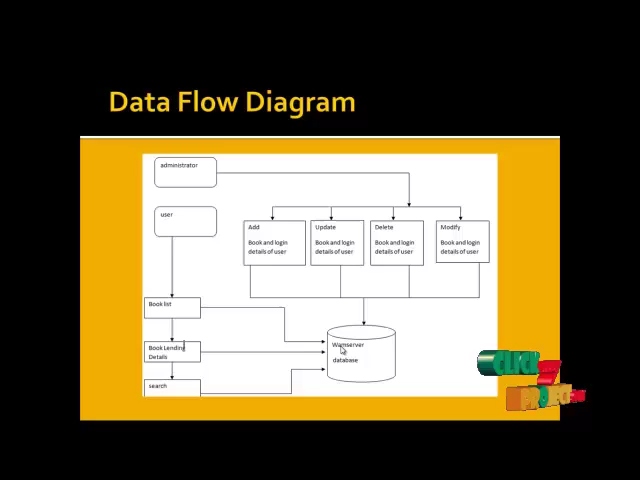 Data Flow Diagram
administrator
user
Add
Book and login
details of user
Update
Book and login
details of user
Delete
Book and login
details of user
Modify
Book and login
details of user
Book list
Book Lending
Details
search
Wamserver
database
CLICK
PROJECT